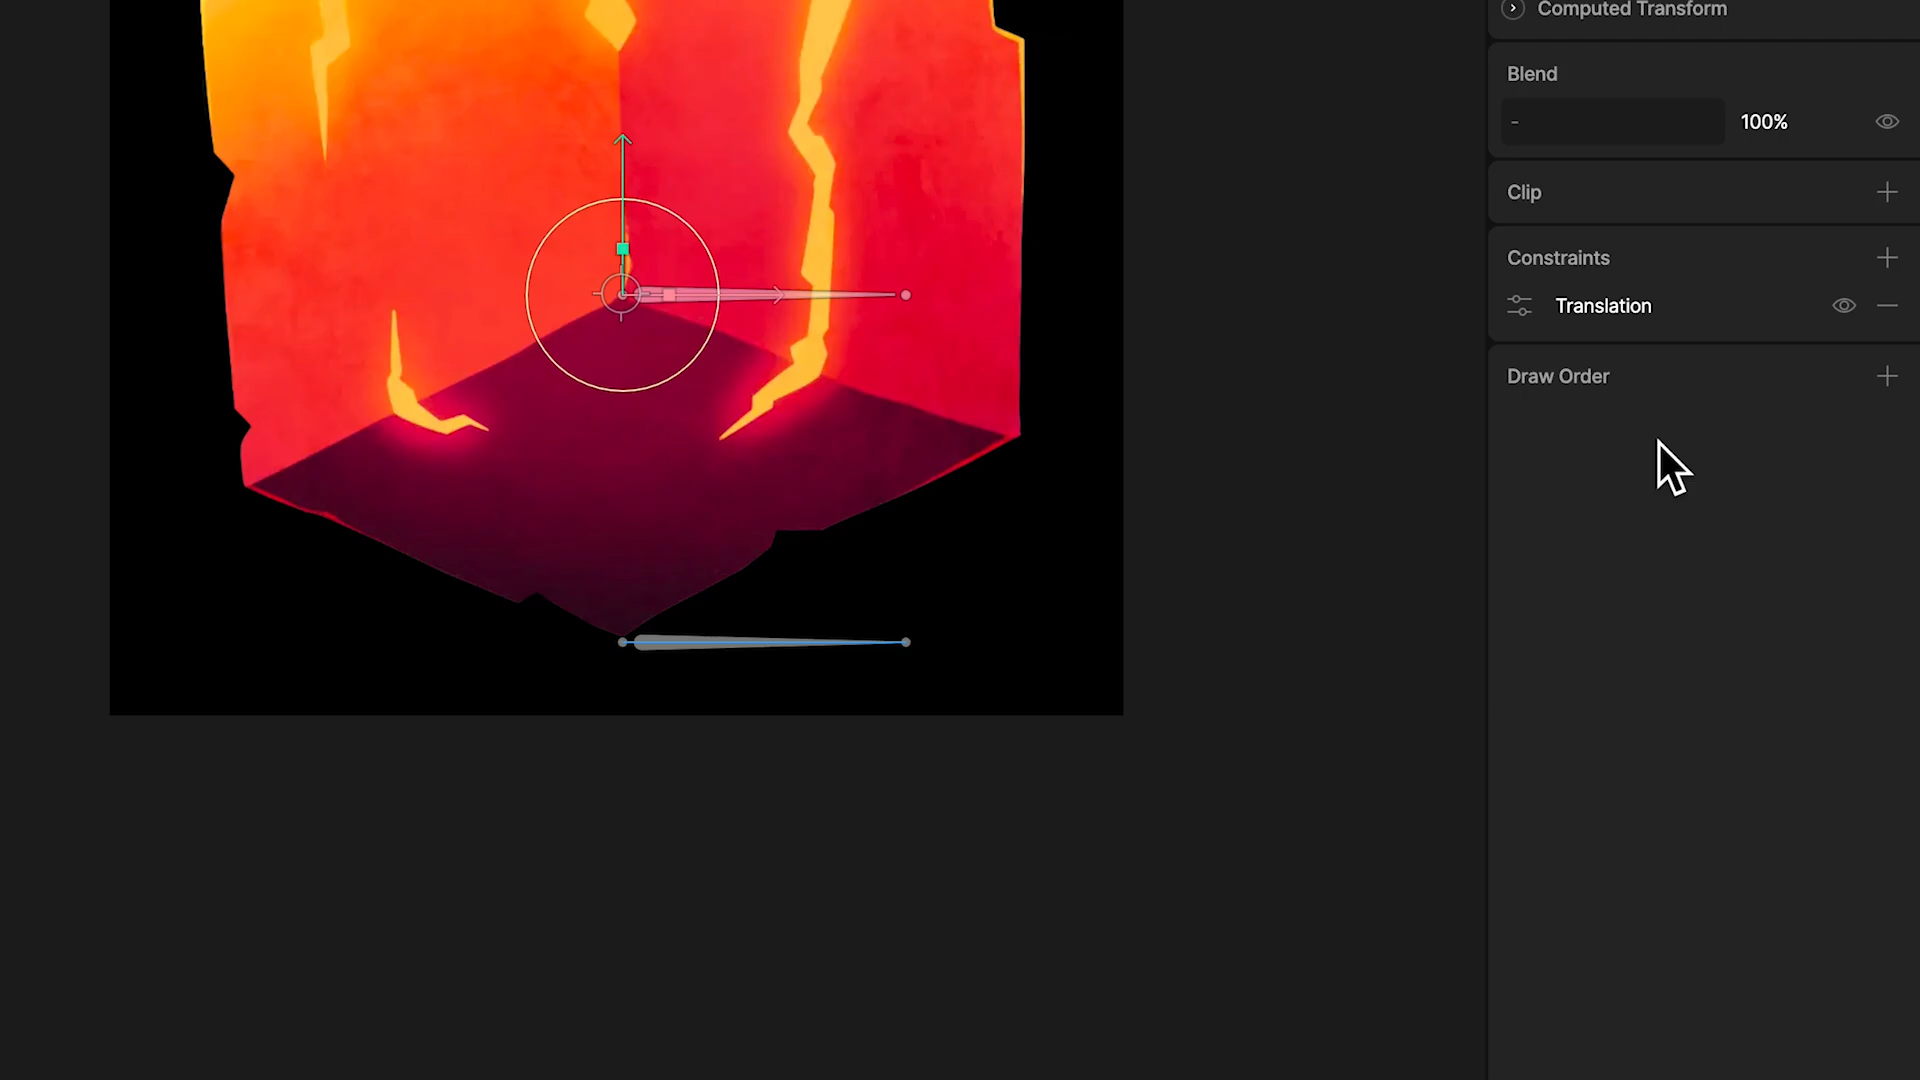 Computed Transform
Blend
-
100%
Clip
Constraints
Translation
Draw Order